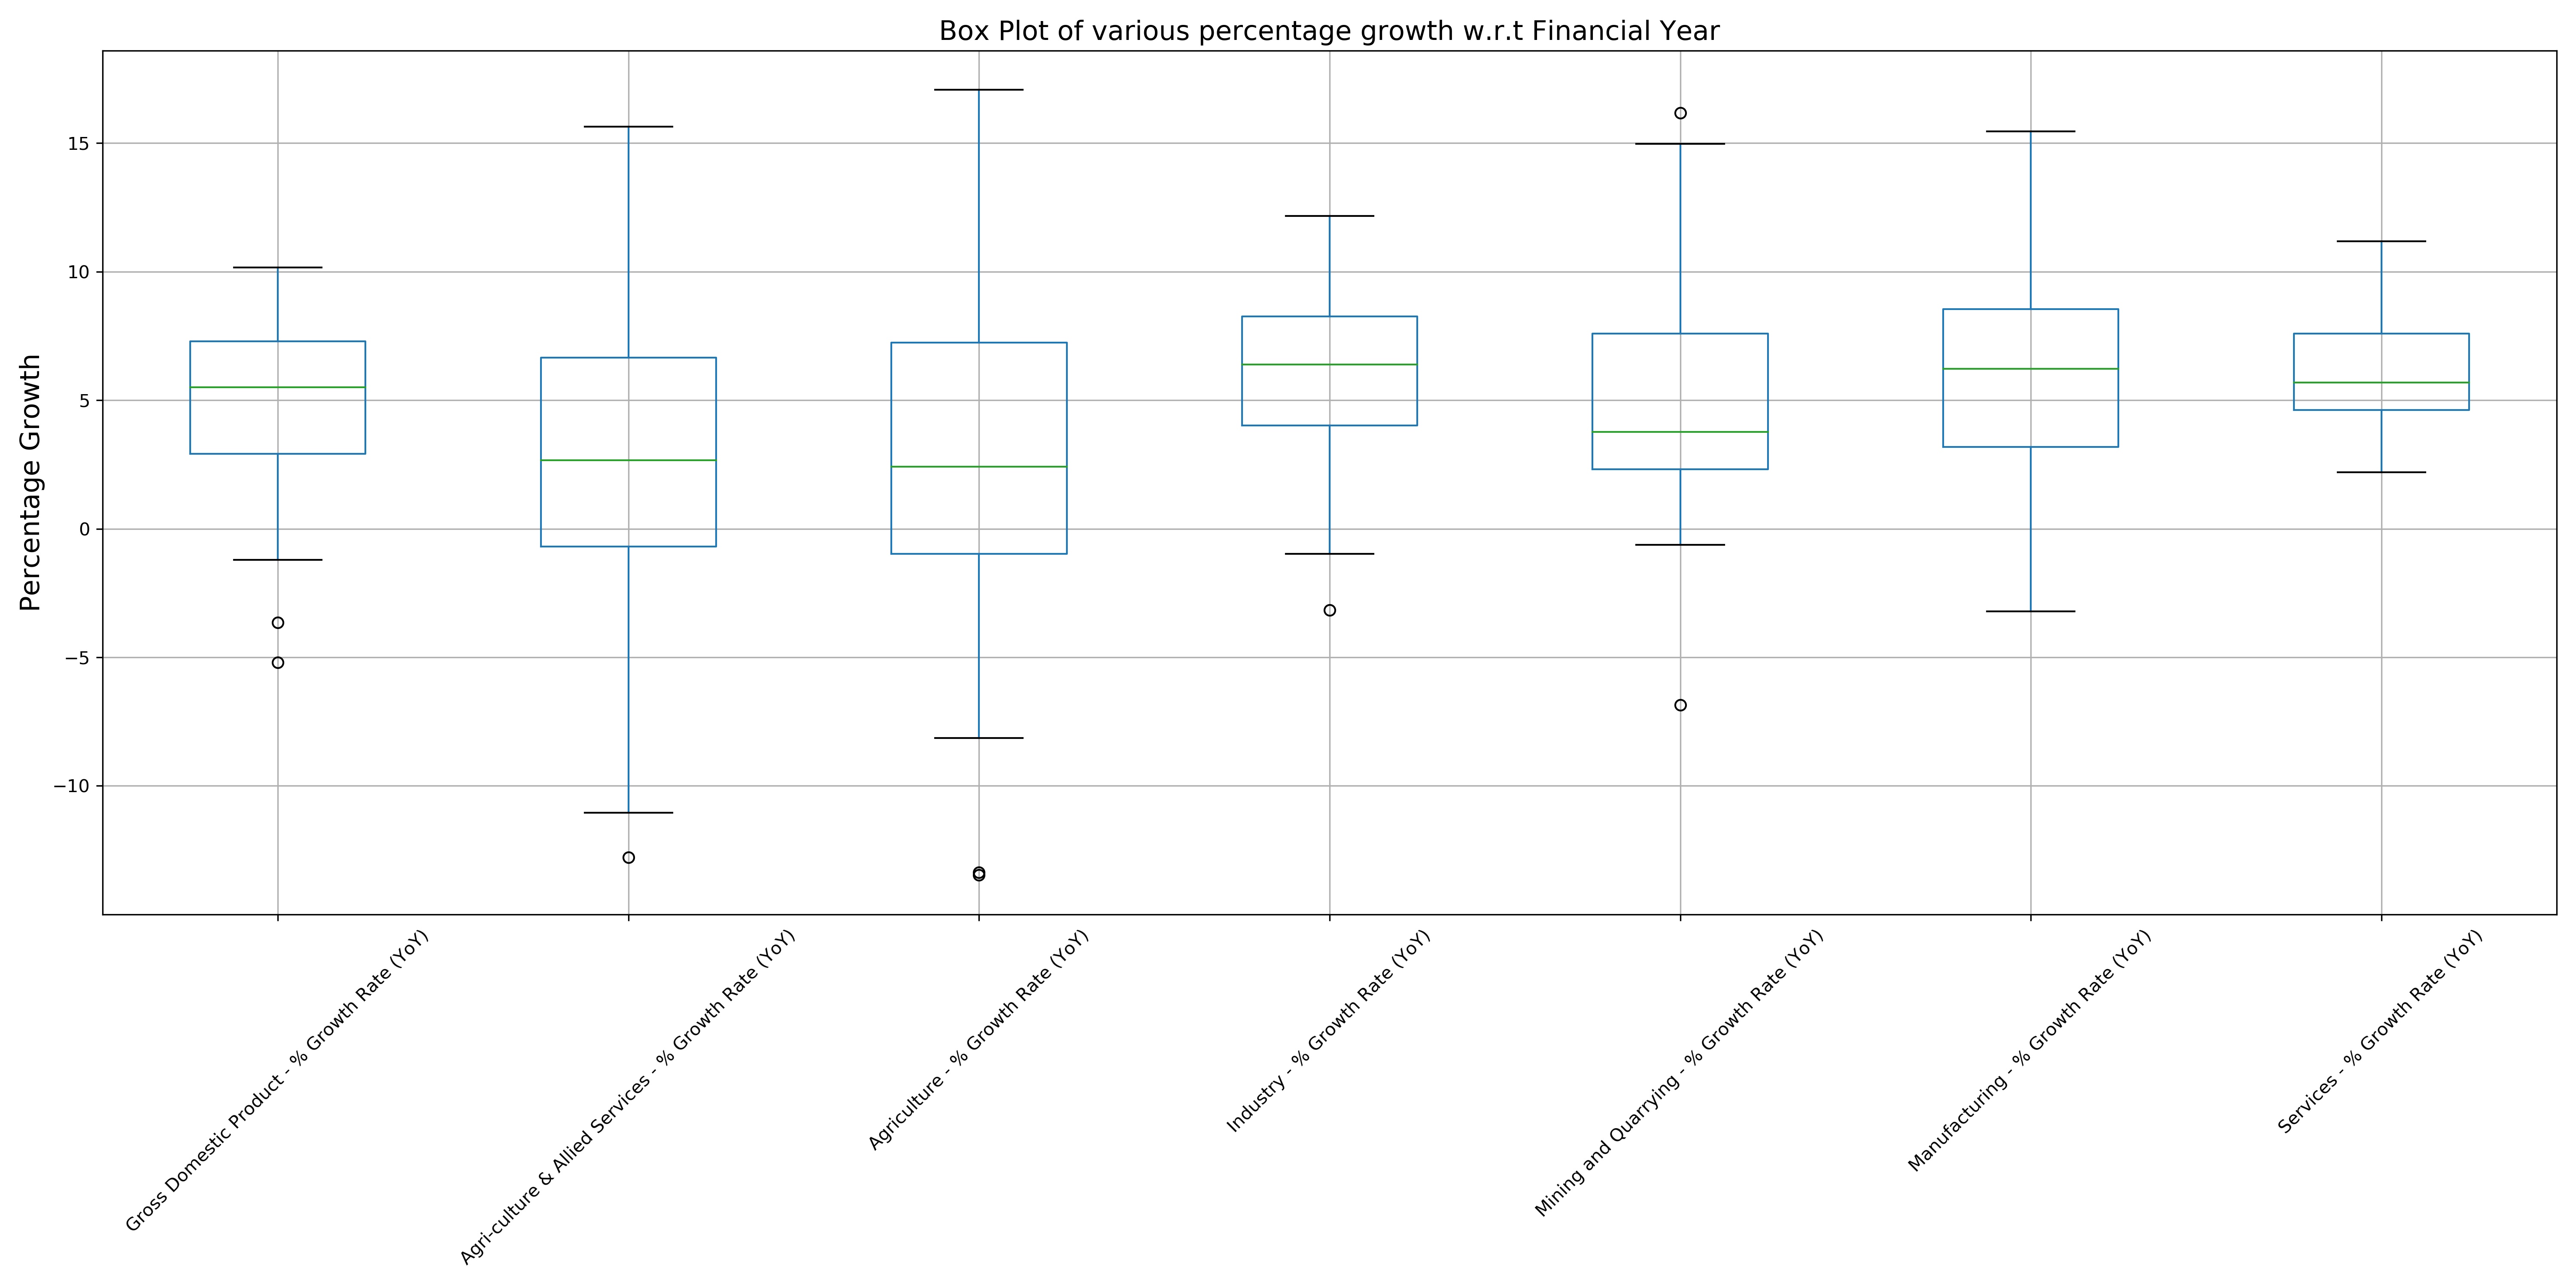 Box Plot of various percentage growth w.r.t Financial Year
Percentage Growth
15
10
5
0
−5
−10
Gross Domestic Product - % Growth Rate (YoY)
Agri-culture & Allied Services - % Growth Rate (YoY)
Agriculture - % Growth Rate (YoY)
Industry - % Growth Rate (YoY)
Mining and Quarrying - % Growth Rate (YoY)
Manufacturing - % Growth Rate (YoY)
Services - % Growth Rate (YoY)